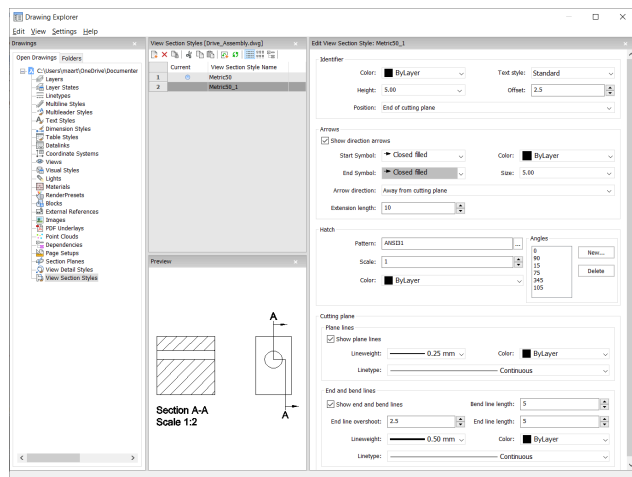 Drawing Explorer
Edit View Settings Help
Drawings
Open Drawings Folders
C:\Users\maart\OneDrive\Documenter
Layers
Layer States
Linetypes
Multiline Styles
Multileader Styles
Text Styles
Dimension Styles
Table Styles
Datalinks
Coordinate Systems
Views
Visual Styles
Lights
Materials
RenderPresets
Blocks
External References
Images
PDF Underlays
Point Clouds
Dependencies
Page Setups
Section Planes
View Detail Styles
View Section Styles
View Section Styles [Drive_Assembly.dwg]
Current View Section Style Name
1 Metric50
2 Metric50_1
Preview
A
A
Section A-A
Scale 1:2
Edit View Section Style: Metric50_1
Identifier
Color: ByLayer Text style: Standard
Height: 5.00 Offset: 2.5
Position: End of cutting plane
Arrows
Show direction arrows
Start Symbol: Closed filled Color: ByLayer
End Symbol: Closed filled Size: 5.00
Arrow direction: Away from cutting plane
Extension length: 10
Hatch
Pattern: ANSI31 ...
Scale: 1
Color: ByLayer
Angles
0
90
15
75
345
105
New...
Delete
Cutting plane
Plane lines
Show plane lines
Lineweight: 0.25 mm Color: ByLayer
Linetype: Continuous
End and bend lines
Show end and bend lines Bend line length: 5
End line overshoot: 2.5 End line length: 5
Lineweight: 0.50 mm Color: ByLayer
Linetype: Continuous